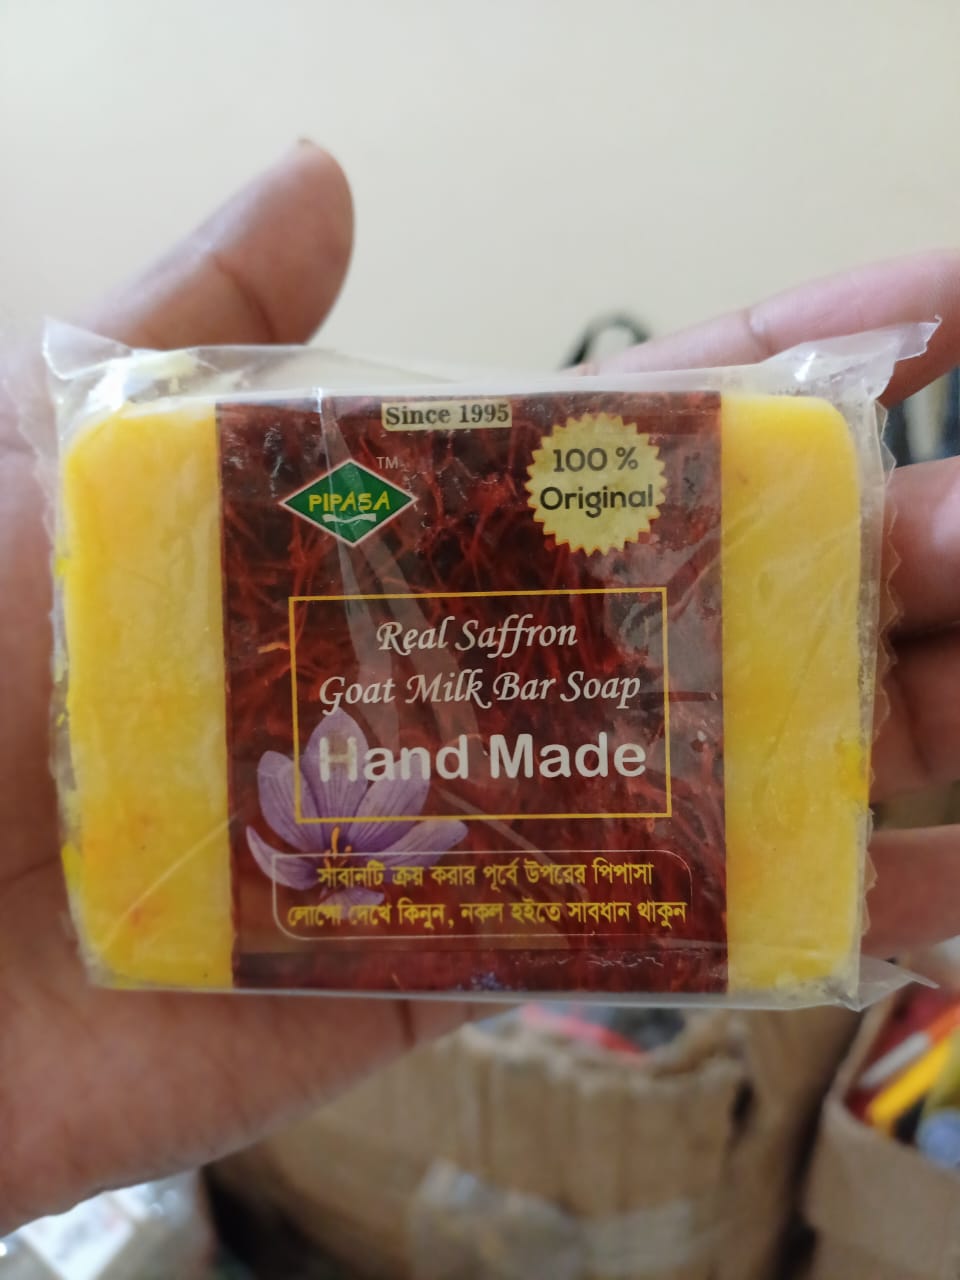 Since 1995
TM
PIPASA
100 %
Original
Real Saffron
Goat Milk Bar Soap
Hand Made
সাবানটি ক্রয় করার পূর্বে উপরের পিপাসা
লোগো দেখে কিনুন, নকল হইতে সাবধান থাকুন